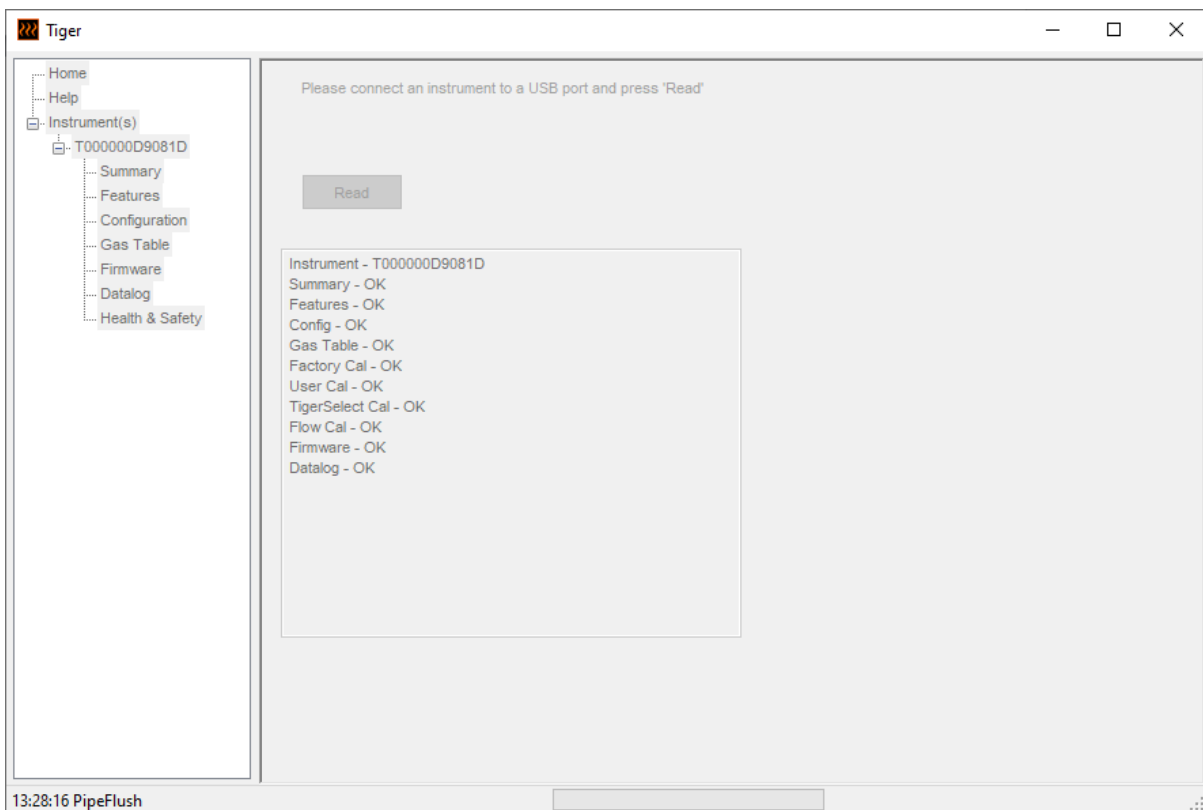 Tiger
Home
Help
Instrument(s)
T000000D9081D
Summary
Features
Configuration
Gas Table
Firmware
Datalog
Health & Safety
Please connect an instrument to a USB port and press 'Read'
Read
Instrument - T000000D9081D
Summary - OK
Features - OK
Config - OK
Gas Table - OK
Factory Cal - OK
User Cal - OK
TigerSelect Cal - OK
Flow Cal - OK
Firmware - OK
Datalog - OK
13:28:16 PipeFlush